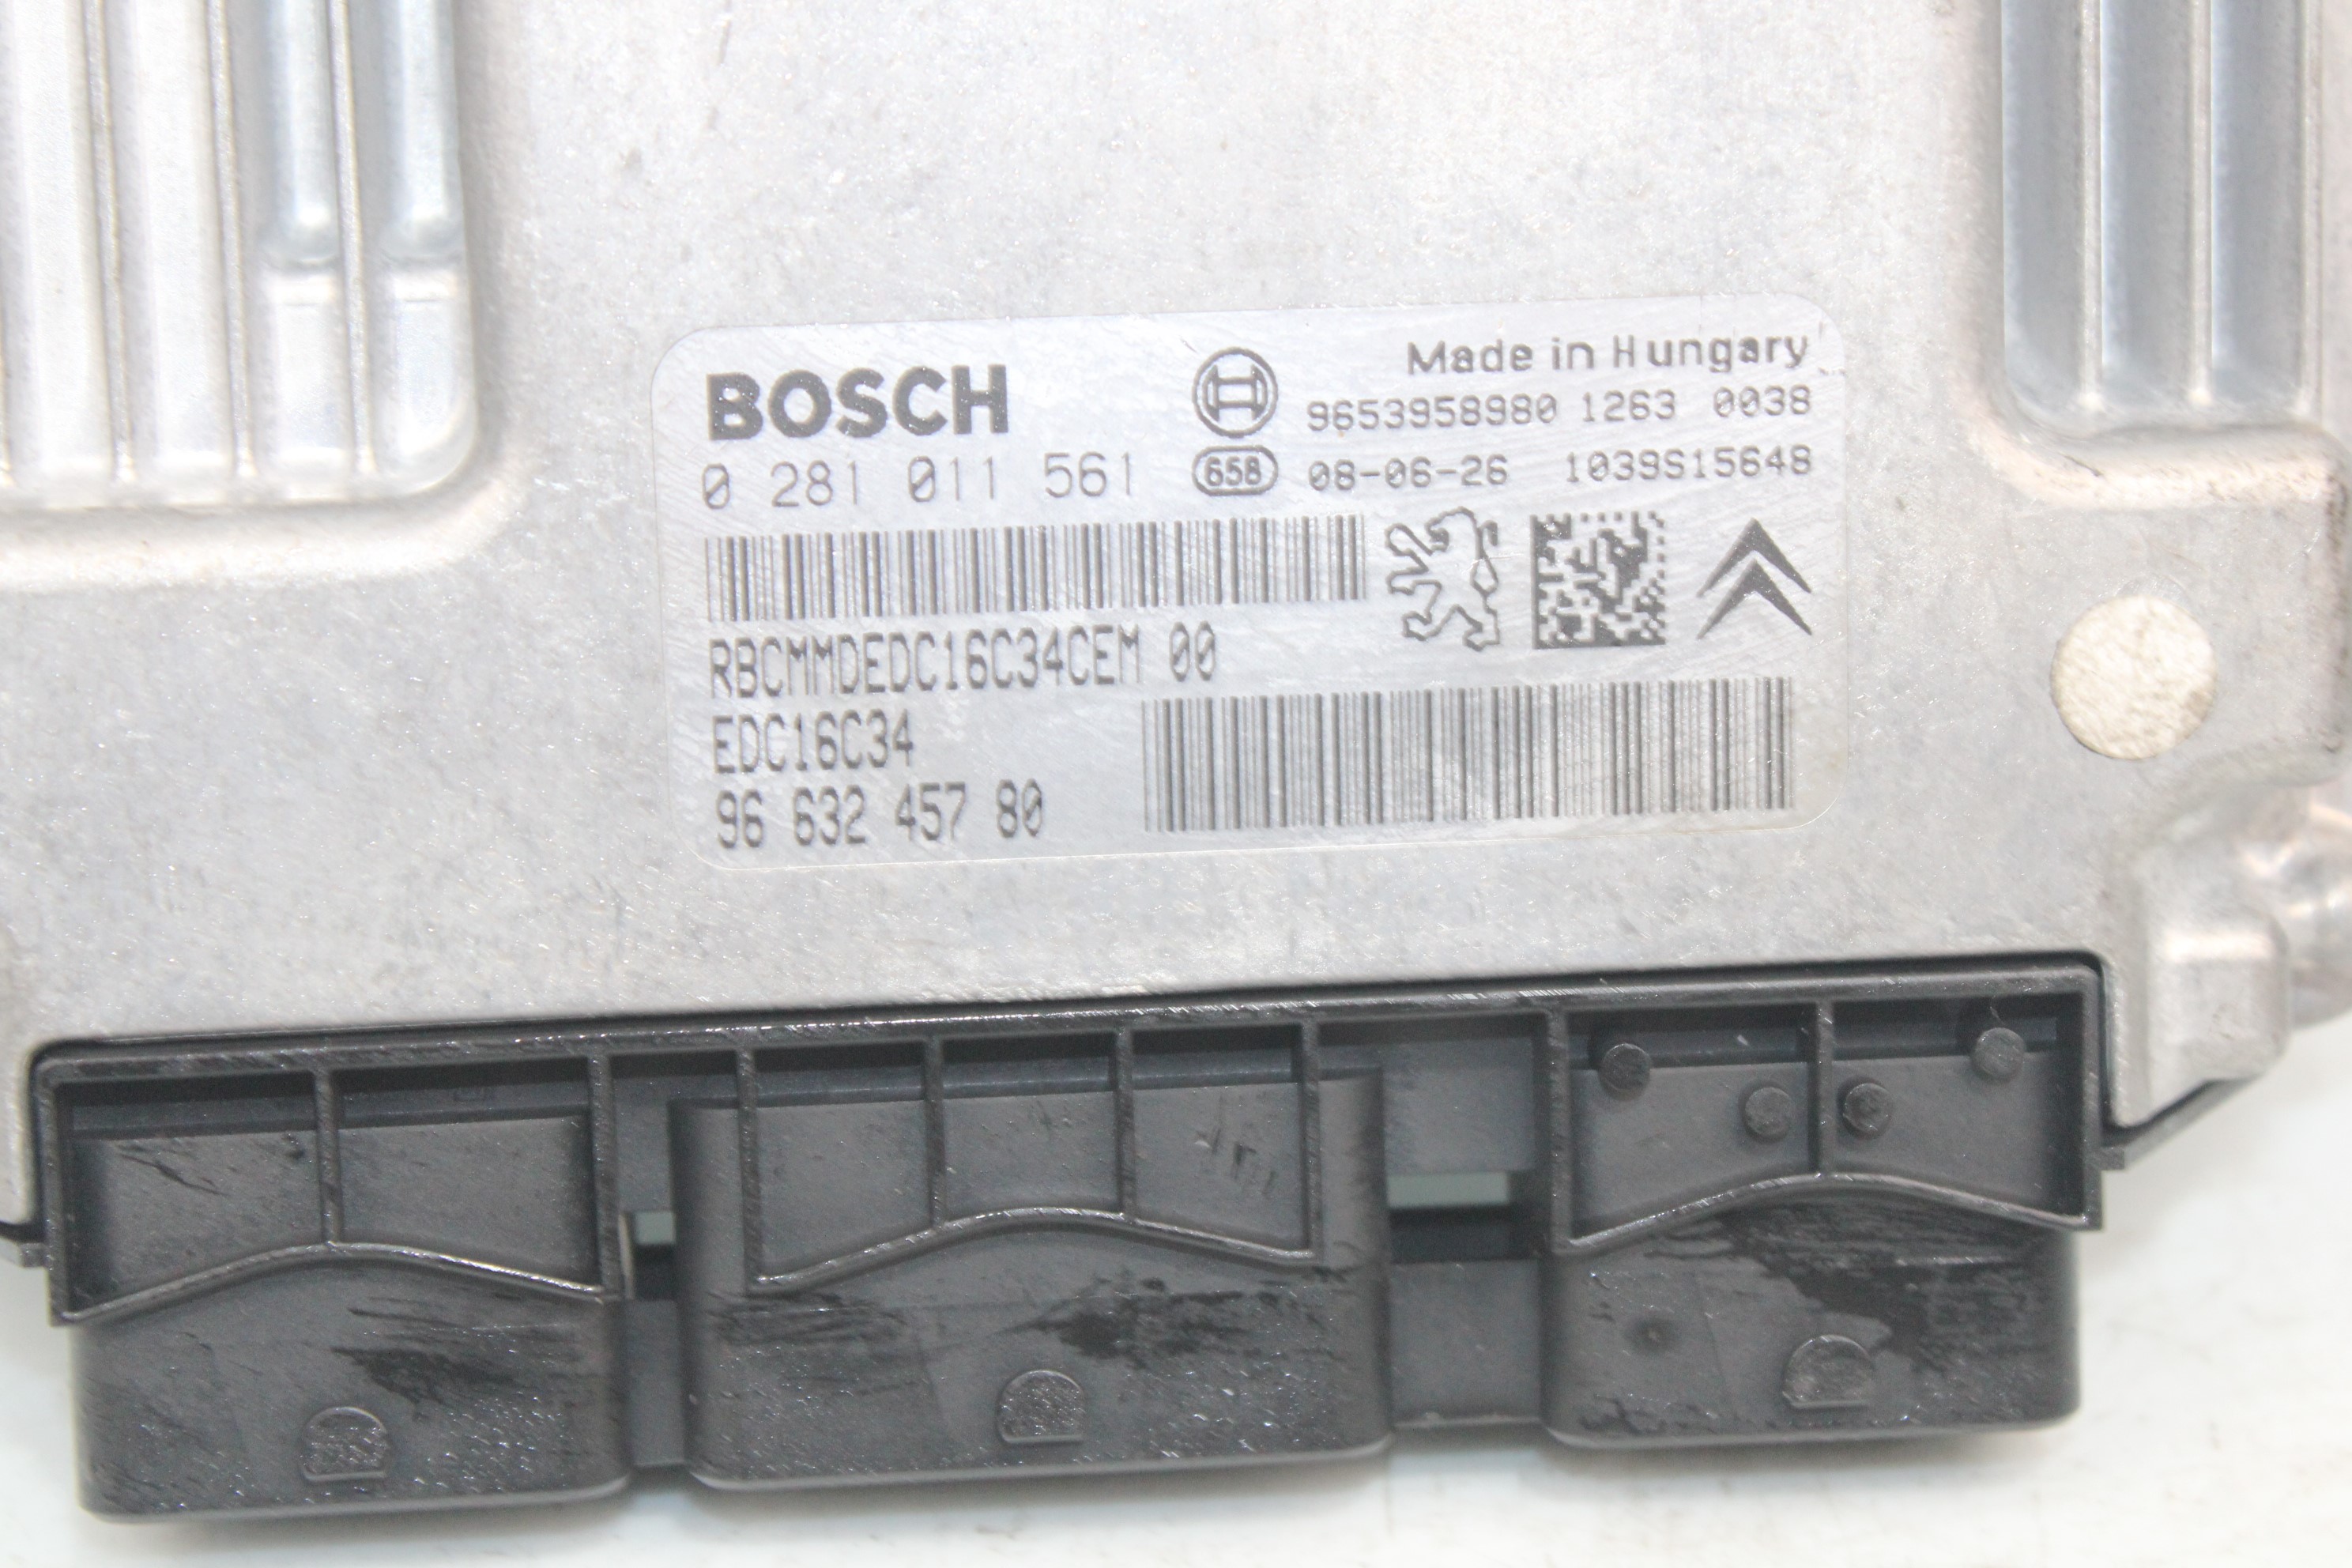 BOSCH
Made in Hungary
9653958980 1263 0038
0 281 011 561
658
08-06-26 1039S15648
RBCMMDEDC16C34CEM 00
EDC16C34
96 632 457 80